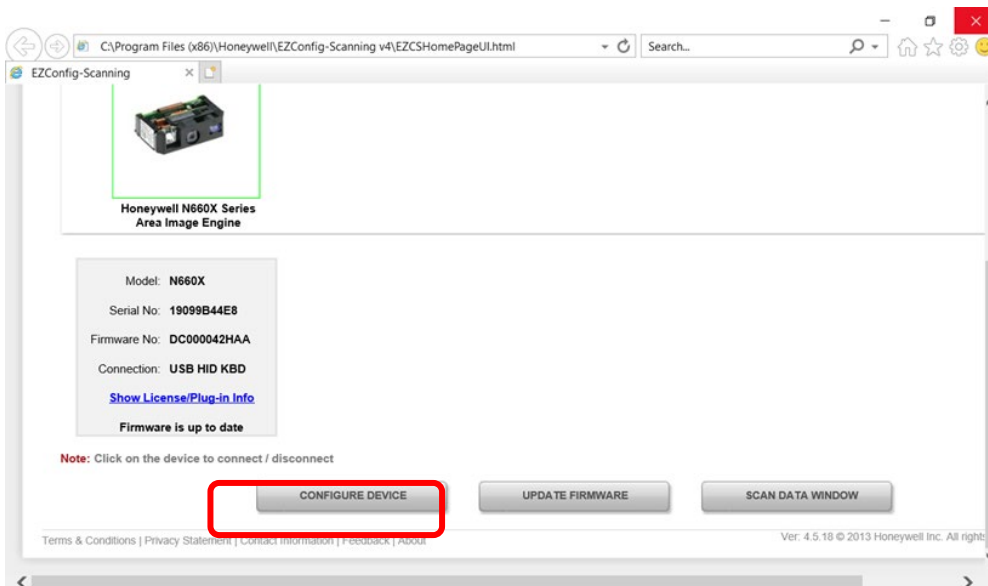 C:\Program Files (x86)\Honeywell\EZConfig-Scanning v4\EZCSHomePageUI.html
Search...
EZConfig-Scanning
Honeywell N660X Series
Area Image Engine
Model: N660X
Serial No: 19099B44E8
Firmware No: DC000042HAA
Connection: USB HID KBD
Show License/Plug-in Info
Firmware is up to date
Note: Click on the device to connect / disconnect
CONFIGURE DEVICE UPDATE FIRMWARE SCAN DATA WINDOW
Terms & Conditions | Privacy Statement | Contact Information | Feedback | About Ver: 4.5.18 © 2013 Honeywell Inc. All rights